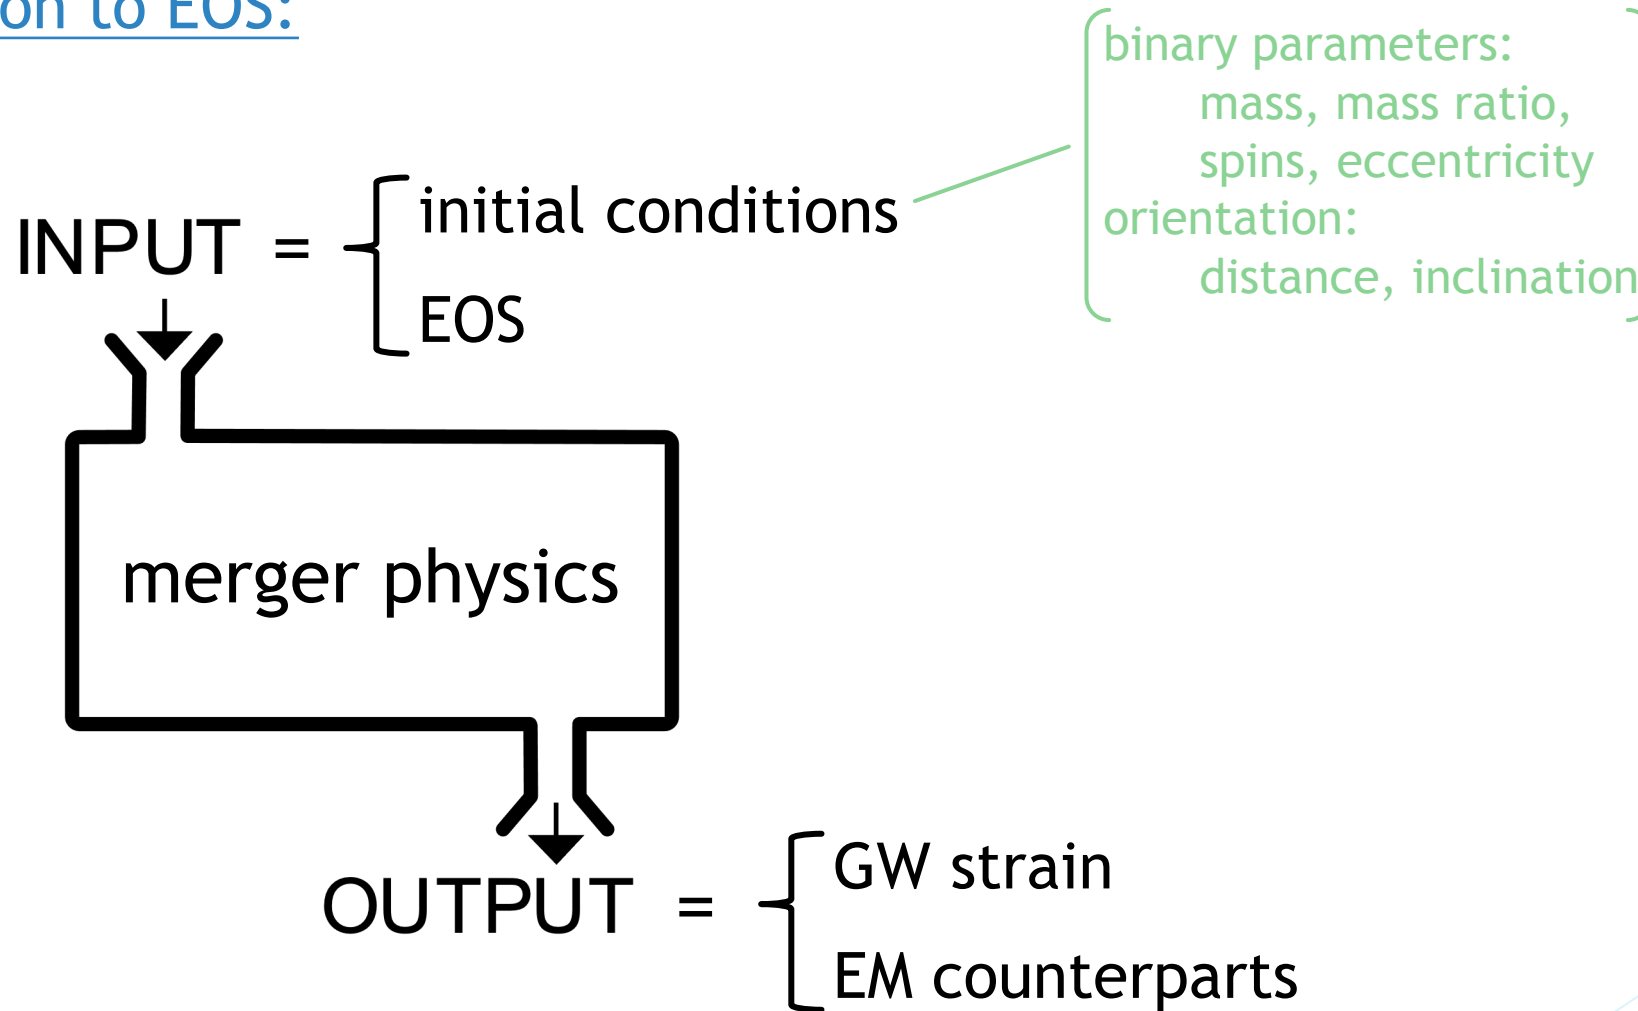 on to EOS:
binary parameters:
mass, mass ratio,
spins, eccentricity
orientation:
distance, inclination
INPUT =
initial conditions
EOS
merger physics
OUTPUT =
GW strain
EM counterparts